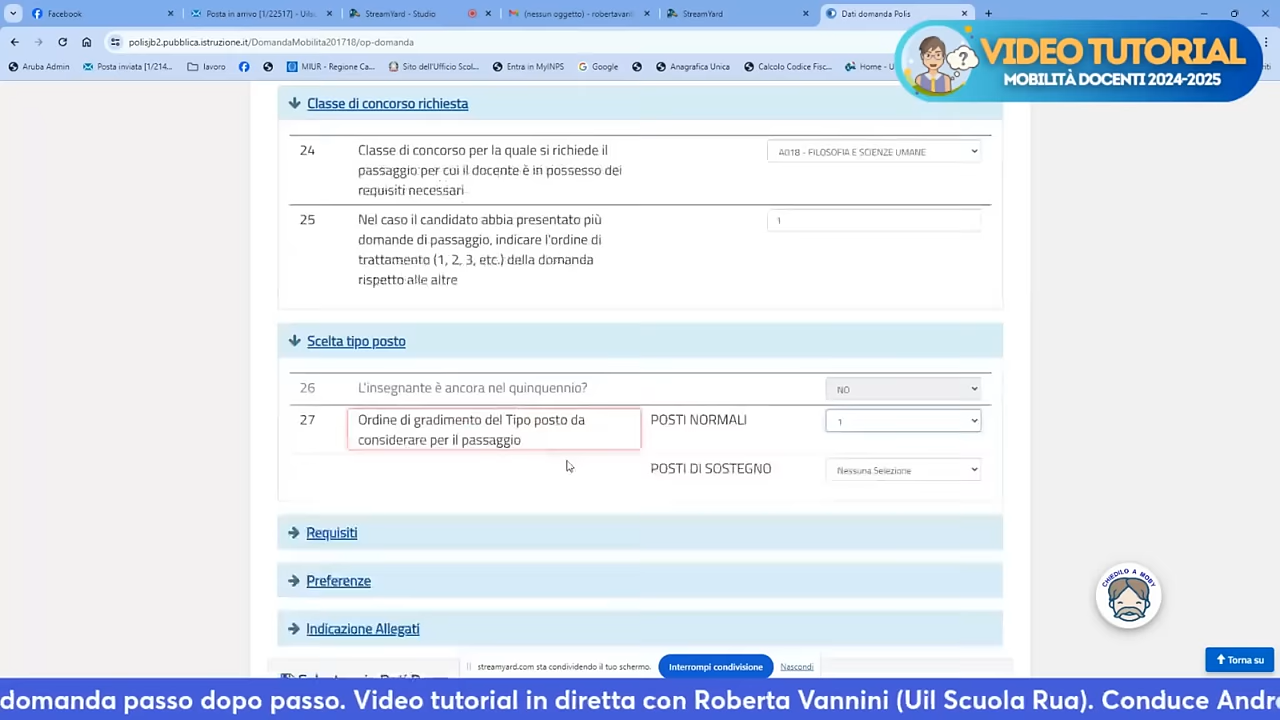 Facebook
Posta in arrivo [1/22517] - Uils
StreamYard - Studio
(nessun oggetto) - robertavanii
StreamYard
Dati domanda Polis
polisjb2.pubblica.istruzione.it/DomandaMobilita201718/op-domanda
Aruba Admin
Posta inviata [1/214...
lavoro
MIUR - Regione Ca...
Sito dell'Ufficio Scol...
Entra in MyINPS
Google
Anagrafica Unica
Calcolo Codice Fisc...
Home - U
VIDEO TUTORIAL
MOBILITÀ DOCENTI 2024-2025
Classe di concorso richiesta
24 Classe di concorso per la quale si richiede il A018 - FILOSOFIA E SCIENZE UMANE
passaggio per cui il docente è in possesso dei
requisiti necessari
25 Nel caso il candidato abbia presentato più 1
domande di passaggio, indicare l'ordine di
trattamento (1, 2, 3, etc.) della domanda
rispetto alle altre
Scelta tipo posto
26 L'insegnante è ancora nel quinquennio? NO
27 Ordine di gradimento del Tipo posto da POSTI NORMALI 1
considerare per il passaggio
POSTI DI SOSTEGNO Nessuna Selezione
Requisiti
Preferenze
Indicazione Allegati
CHIEDILO A MOBY
streamyard.com sta condividendo il tuo schermo.
Interrompi condivisione
Nascondi
Torna su
domanda passo dopo passo. Video tutorial in diretta con Roberta Vannini (Uil Scuola Rua). Conduce Andre